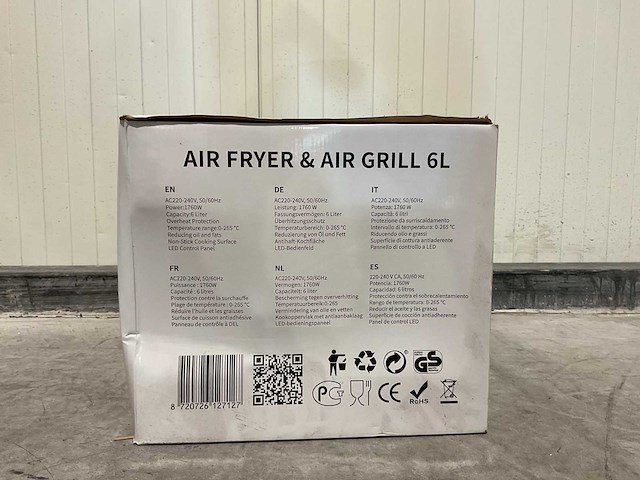 AIR FRYER & AIR GRILL 6L
EN
AC220-240V, 50/60Hz
Power:1760W
Capacity:6 Liter
Overheat Protection
Temperature range:0-265 °C
Reducing oil and fats
Non-Stick Cooking Surface
LED Control Panel
DE
AC220-240V, 50/60Hz
Leistung: 1760 W
Fassungsvermögen: 6 Liter
Überhitzungsschutz
Temperaturbereich: 0-265 °C
Reduzierung von Öl und Fett
Antihaft-Kochfläche
LED-Bedienfeld
IT
AC220-240V, 50/60Hz
Potenza: 1760 W
Capacità: 6 litri
Protezione da surriscaldamento
Intervallo di temperatura: 0-265 °C
Riducendo olio e grassi
Superficie di cottura antiaderente
Pannello di controllo a LED
FR
AC220-240V, 50/60Hz
Puissance : 1760W
Capacité : 6 litres
Protection contre la surchauffe
Plage de température : 0-265 °C
Réduire l'huile et les graisses
Surface de cuisson antiadhésive
Panneau de contrôle à DEL
NL
AC220-240V, 50/60Hz
Vermogen: 1760W
Capaciteit: 6 liter
Bescherming tegen oververhitting
Temperatuurbereik:0-265 °C
Vermindering van olie en vetten
Kookoppervlak met antiaanbaklaag
LED-bedieningspaneel
ES
220-240 V CA, 50/60 Hz
Potencia: 1760W
Capacidad: 6 litros
Protección contra el sobrecalentamiento
Rango de temperatura: 0-265 °C
Reducir el aceite y las grasas
Superficie de cocción antiadherente
Panel de control LED
8 720726 127127
GS
CE
RoHS